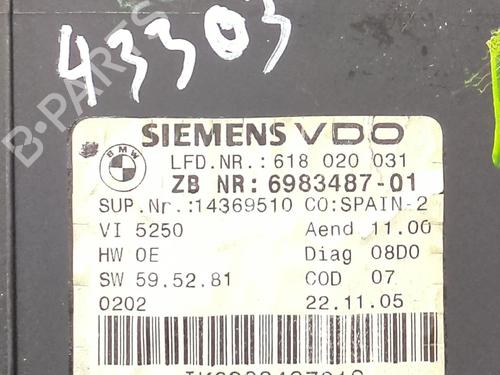 43303
B-PARTS
BMW
SIEMENS VDO
LFD.NR.:618 020 031
ZB NR: 6983487-01
SUP.Nr.:14369510 CO:SPAIN-2
VI 5250 Aend 11.00
HW 0E Diag 08D0
SW 59.52.81 COD 07
0202 22.11.05